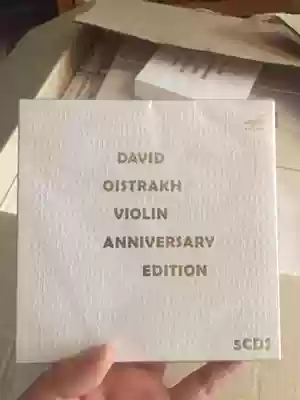 DAVID
OISTRAKH
VIOLIN
ANNIVERSARY
EDITION
5CDS